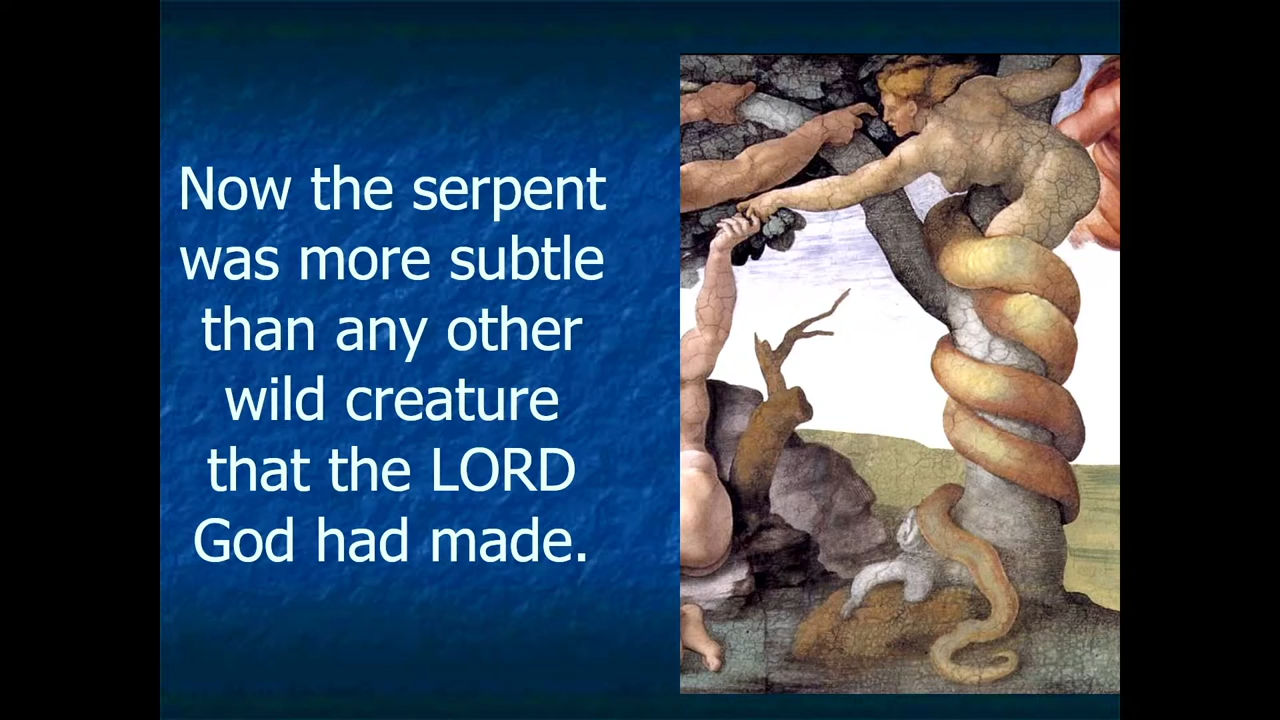 Now the serpent
was more subtle
than any other
wild creature
that the LORD
God had made.